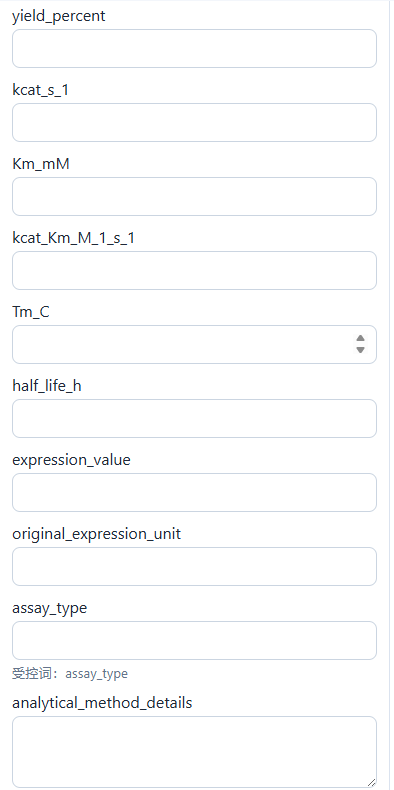 yield_percent
kcat_s_1
Km_mM
kcat_Km_M_1_s_1
Tm_C
half_life_h
expression_value
original_expression_unit
assay_type
受控词：assay_type
analytical_method_details